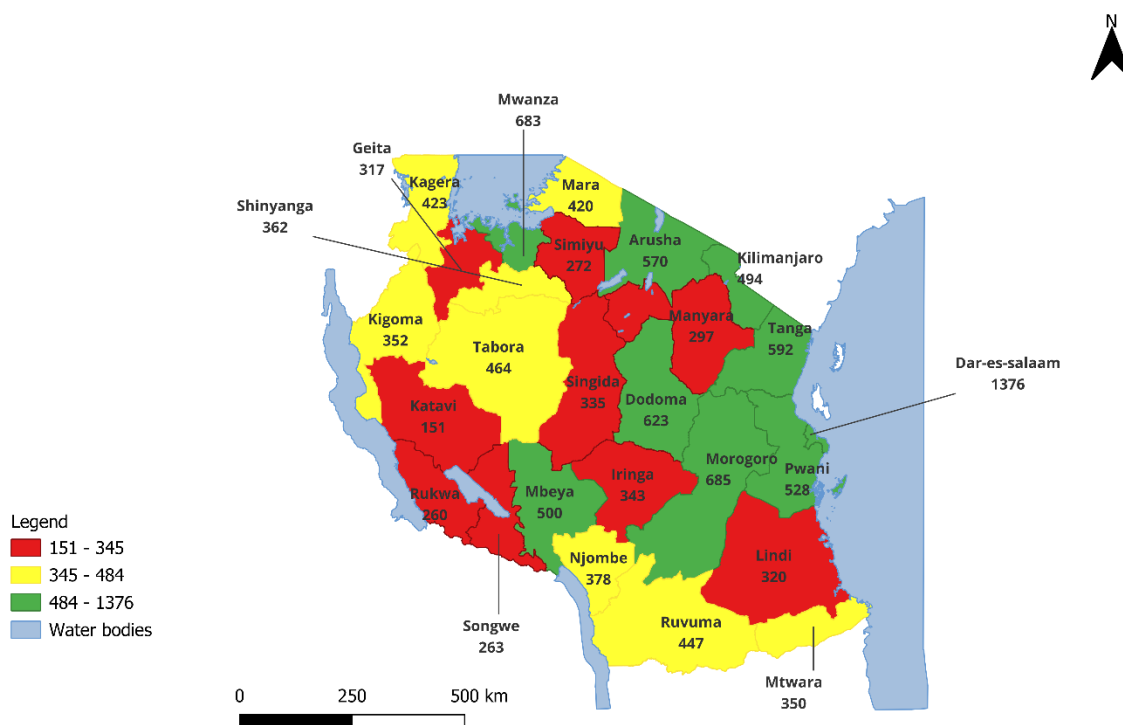 N
Mwanza
683
Geita
317
Kagera
423
Mara
420
Shinyanga
362
Simiyu
272
Arusha
570
Kilimanjaro
494
Kigoma
352
Manyara
297
Tanga
592
Tabora
464
Dar-es-salaam
1376
Singida
335
Dodoma
623
Katavi
151
Morogoro
685
Pwani
528
Iringa
343
Rukwa
260
Mbeya
500
Legend
151 - 345
345 - 484
484 - 1376
Water bodies
Njombe
378
Lindi
320
Songwe
263
Ruvuma
447
Mtwara
350
0 250 500 km